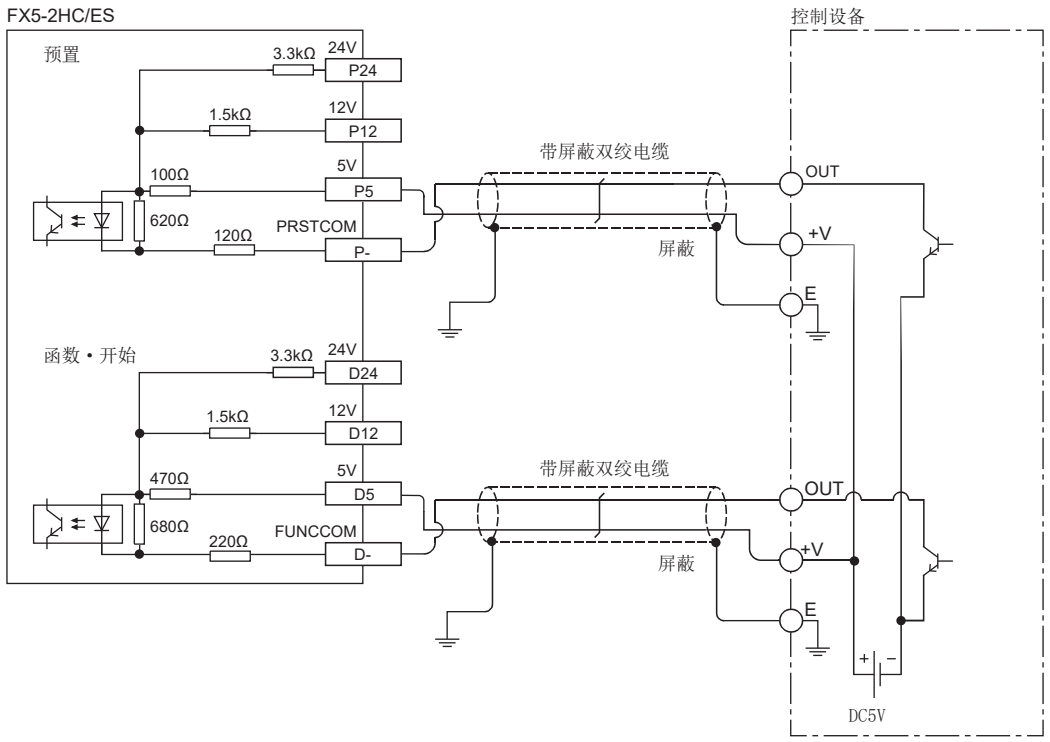 FX5-2HC/ES
控制设备
预置
3.3kΩ
24V
P24
1.5kΩ
12V
P12
100Ω
5V
P5
620Ω
120Ω
PRSTCOM
P-
带屏蔽双绞电缆
屏蔽
OUT
+V
E
函数・开始
3.3kΩ
24V
D24
1.5kΩ
12V
D12
470Ω
5V
D5
680Ω
220Ω
FUNCCOM
D-
带屏蔽双绞电缆
屏蔽
OUT
+V
E
+ −
DC5V